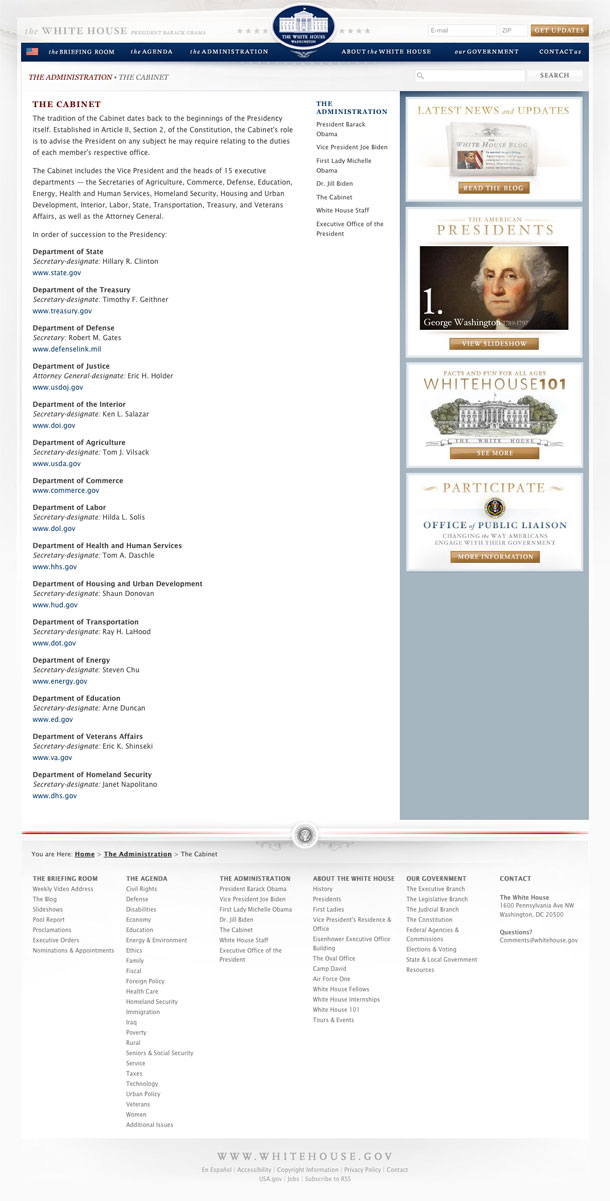 the WHITE HOUSE PRESIDENT BARACK OBAMA
THE WHITE HOUSE
WASHINGTON
E-mail
ZIP
GET UPDATES
the BRIEFING ROOM
the AGENDA
the ADMINISTRATION
ABOUT the WHITE HOUSE
our GOVERNMENT
CONTACT us
THE ADMINISTRATION • THE CABINET
SEARCH
THE CABINET
The tradition of the Cabinet dates back to the beginnings of the Presidency
itself. Established in Article II, Section 2, of the Constitution, the Cabinet's role
is to advise the President on any subject he may require relating to the duties
of each member's respective office.
The Cabinet includes the Vice President and the heads of 15 executive
departments — the Secretaries of Agriculture, Commerce, Defense, Education,
Energy, Health and Human Services, Homeland Security, Housing and Urban
Development, Interior, Labor, State, Transportation, Treasury, and Veterans
Affairs, as well as the Attorney General.
In order of succession to the Presidency:
Department of State
Secretary-designate: Hillary R. Clinton
www.state.gov
Department of the Treasury
Secretary-designate: Timothy F. Geithner
www.treasury.gov
Department of Defense
Secretary: Robert M. Gates
www.defenselink.mil
Department of Justice
Attorney General-designate: Eric H. Holder
www.usdoj.gov
Department of the Interior
Secretary-designate: Ken L. Salazar
www.doi.gov
Department of Agriculture
Secretary-designate: Tom J. Vilsack
www.usda.gov
Department of Commerce
www.commerce.gov
Department of Labor
Secretary-designate: Hilda L. Solis
www.dol.gov
Department of Health and Human Services
Secretary-designate: Tom A. Daschle
www.hhs.gov
Department of Housing and Urban Development
Secretary-designate: Shaun Donovan
www.hud.gov
Department of Transportation
Secretary-designate: Ray H. LaHood
www.dot.gov
Department of Energy
Secretary-designate: Steven Chu
www.energy.gov
Department of Education
Secretary-designate: Arne Duncan
www.ed.gov
Department of Veterans Affairs
Secretary-designate: Eric K. Shinseki
www.va.gov
Department of Homeland Security
Secretary-designate: Janet Napolitano
www.dhs.gov
THE
ADMINISTRATION
President Barack
Obama
Vice President Joe Biden
First Lady Michelle
Obama
Dr. Jill Biden
The Cabinet
White House Staff
Executive Office of the
President
LATEST NEWS and UPDATES
THE
WHITE HOUSE BLOG
READ THE BLOG
THE AMERICAN
PRESIDENTS
1.
George Washington 1789-1797
VIEW SLIDESHOW
FACTS AND FUN FOR ALL AGES
WHITEHOUSE101
THE WHITE HOUSE
SEE MORE
PARTICIPATE
OFFICE of PUBLIC LIAISON
CHANGING the WAY AMERICANS
ENGAGE WITH THEIR GOVERNMENT
MORE INFORMATION
You are Here: Home > The Administration > The Cabinet
THE BRIEFING ROOM
Weekly Video Address
The Blog
Slideshows
Pool Report
Proclamations
Executive Orders
Nominations & Appointments
THE AGENDA
Civil Rights
Defense
Disabilities
Economy
Education
Energy & Environment
Ethics
Family
Fiscal
Foreign Policy
Health Care
Homeland Security
Immigration
Iraq
Poverty
Rural
Seniors & Social Security
Service
Taxes
Technology
Urban Policy
Veterans
Women
Additional Issues
THE ADMINISTRATION
President Barack Obama
Vice President Joe Biden
First Lady Michelle Obama
Dr. Jill Biden
The Cabinet
White House Staff
Executive Office of the
President
ABOUT THE WHITE HOUSE
History
Presidents
First Ladies
Vice President's Residence &
Office
Eisenhower Executive Office
Building
The Oval Office
Camp David
Air Force One
White House Fellows
White House Internships
White House 101
Tours & Events
OUR GOVERNMENT
The Executive Branch
The Legislative Branch
The Judicial Branch
The Constitution
Federal Agencies &
Commissions
Elections & Voting
State & Local Government
Resources
CONTACT
The White House
1600 Pennsylvania Ave NW
Washington, DC 20500
Questions?
Comments@whitehouse.gov
WWW.WHITEHOUSE.GOV
En Español | Accessibility | Copyright Information | Privacy Policy | Contact
USA.gov | Jobs | Subscribe to RSS